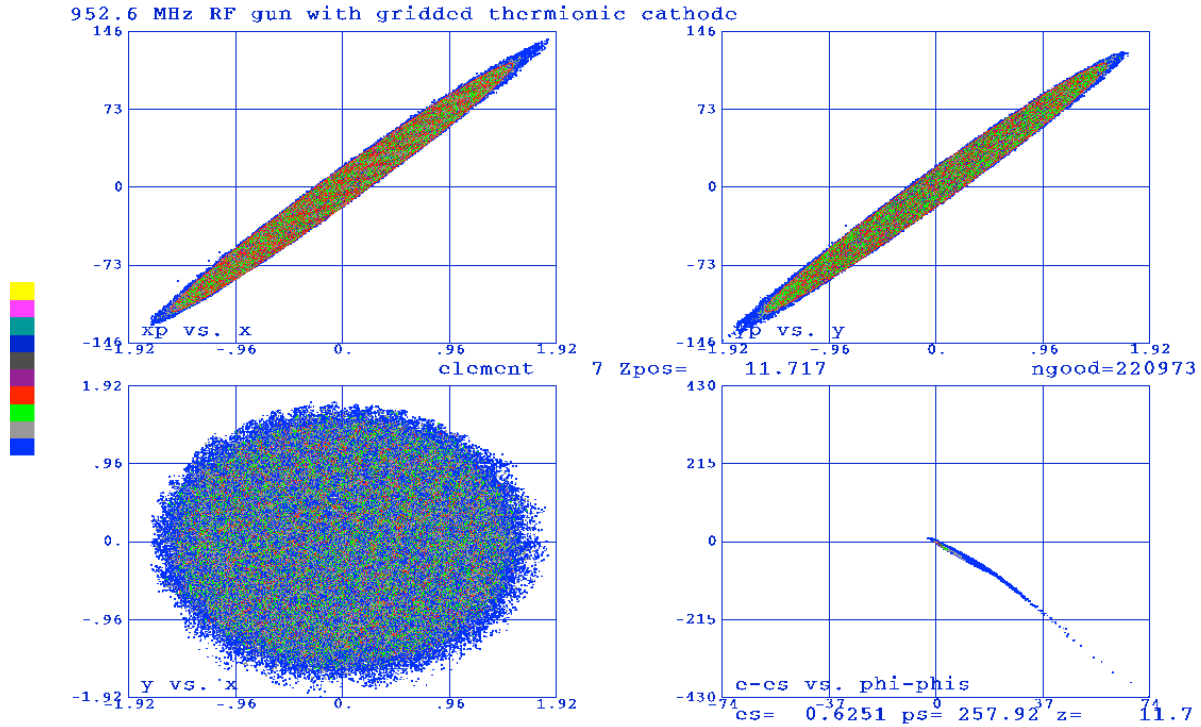 952.6 MHz RF gun with gridded thermionic cathode
146 146
73 73
0 0
-73 -73
-146 xp vs. x -146 yp vs. y
-1.92 -.96 0. .96 1.92 -1.92 -.96 0. .96 1.92
element 7 Zpos= 11.717 ngood=220973
1.92 430
.96 215
0. 0
-.96 -215
-1.92 y vs. x -430 e-es vs. phi-phis
-1.92 -.96 0. .96 1.92 -71 -37 0 37 71
es= 0.6251 ps= 257.92 z= 11.7